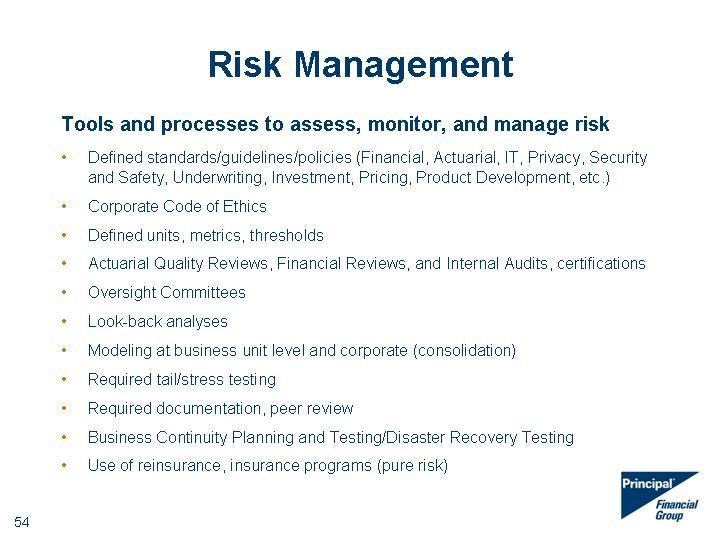 Risk Management
Tools and processes to assess, monitor, and manage risk
• Defined standards/guidelines/policies (Financial, Actuarial, IT, Privacy, Security
and Safety, Underwriting, Investment, Pricing, Product Development, etc.)
• Corporate Code of Ethics
• Defined units, metrics, thresholds
• Actuarial Quality Reviews, Financial Reviews, and Internal Audits, certifications
• Oversight Committees
• Look-back analyses
• Modeling at business unit level and corporate (consolidation)
• Required tail/stress testing
• Required documentation, peer review
• Business Continuity Planning and Testing/Disaster Recovery Testing
• Use of reinsurance, insurance programs (pure risk)
Principal®
Financial
Group
54